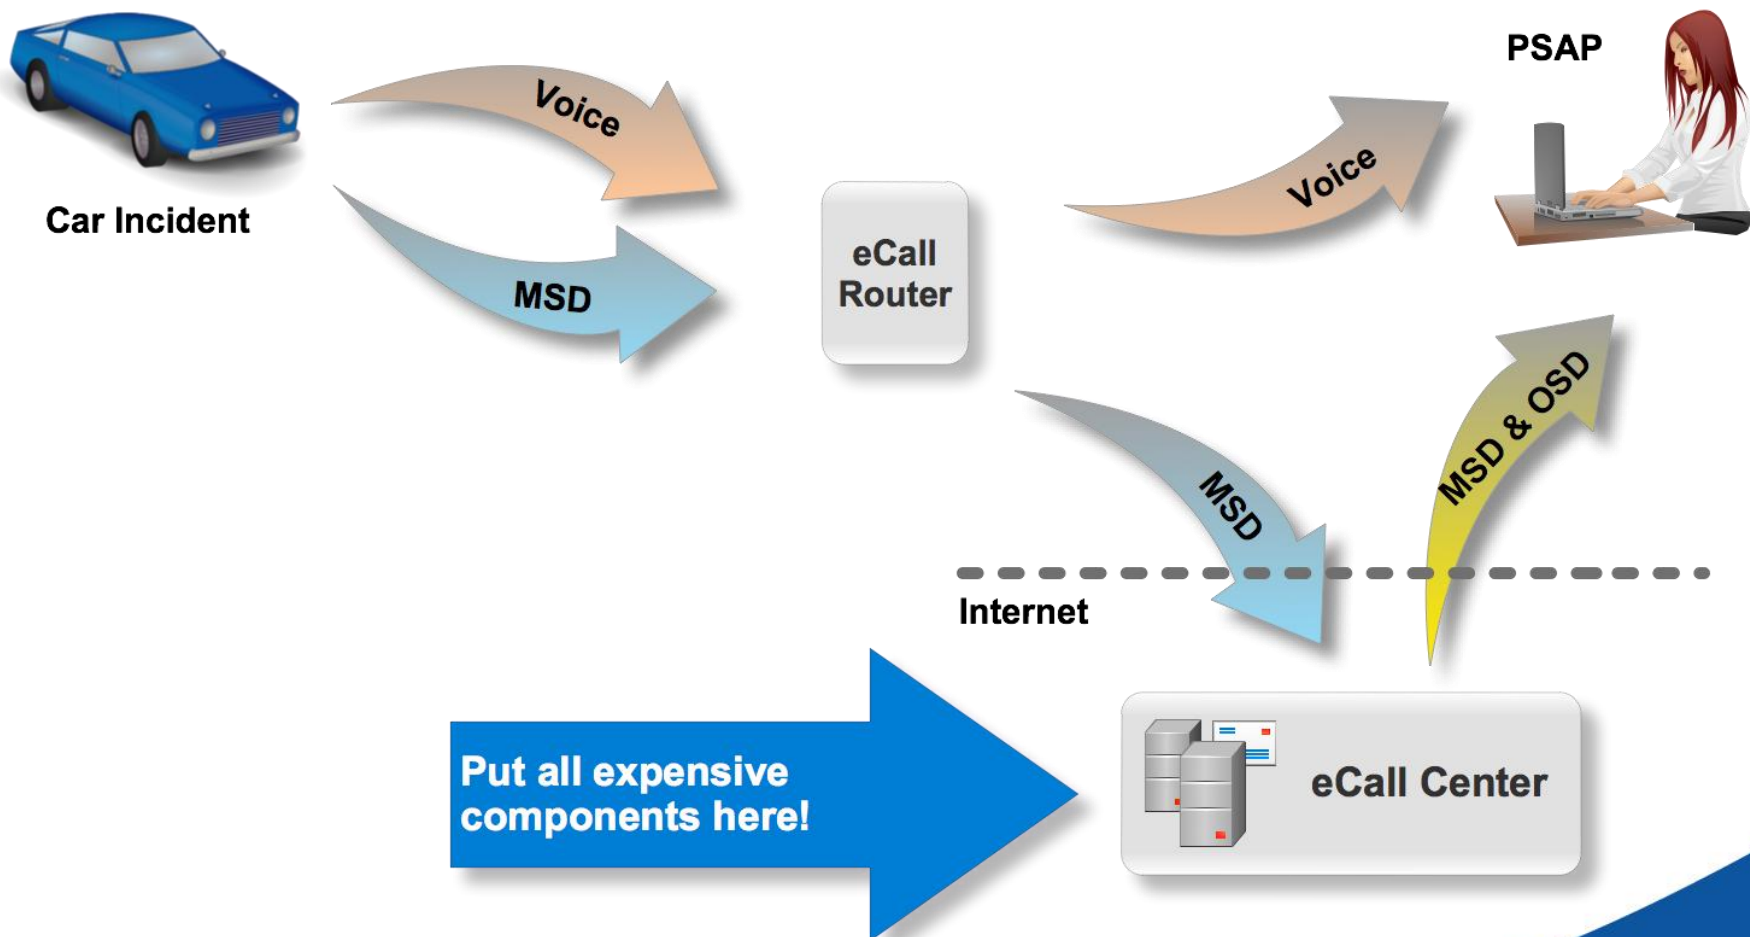 PSAP
Voice
Voice
Car Incident
MSD
eCall
Router
MSD
MSD & OSD
Internet
Put all expensive
components here!
eCall Center